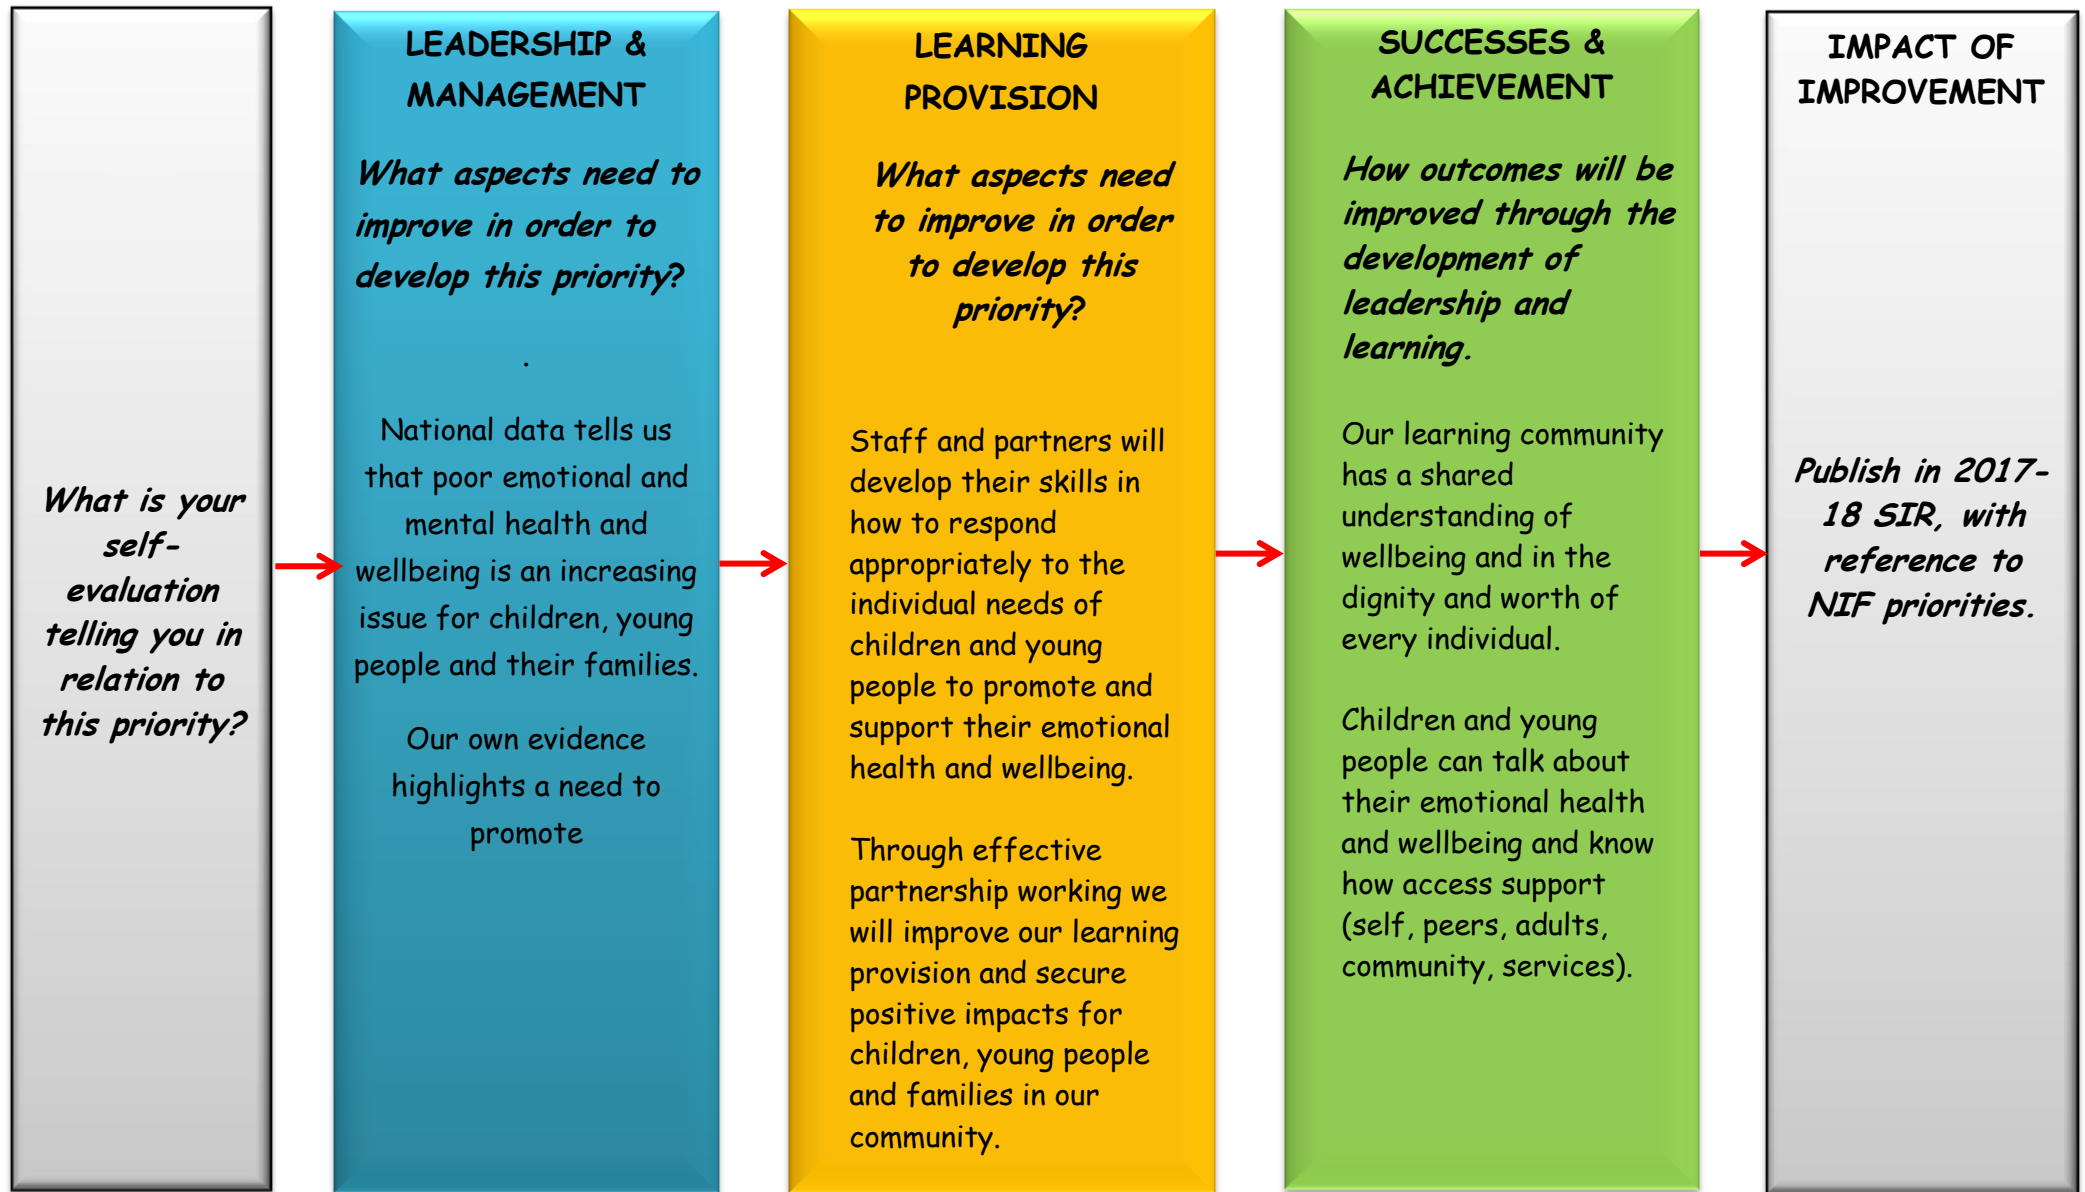 What is your
self-
evaluation
telling you in
relation to
this priority?
LEADERSHIP &
MANAGEMENT
What aspects need to
improve in order to
develop this priority?
.
National data tells us
that poor emotional and
mental health and
wellbeing is an increasing
issue for children, young
people and their families.
Our own evidence
highlights a need to
promote
LEARNING
PROVISION
What aspects need
to improve in order
to develop this
priority?
Staff and partners will
develop their skills in
how to respond
appropriately to the
individual needs of
children and young
people to promote and
support their emotional
health and wellbeing.
Through effective
partnership working we
will improve our learning
provision and secure
positive impacts for
children, young people
and families in our
community.
SUCCESSES &
ACHIEVEMENT
How outcomes will be
improved through the
development of
leadership and
learning.
Our learning community
has a shared
understanding of
wellbeing and in the
dignity and worth of
every individual.
Children and young
people can talk about
their emotional health
and wellbeing and know
how access support
(self, peers, adults,
community, services).
IMPACT OF
IMPROVEMENT
Publish in 2017-
18 SIR, with
reference to
NIF priorities.